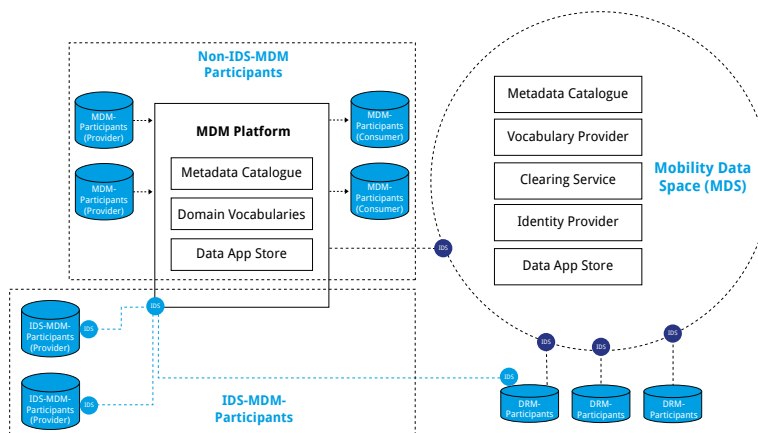 Non-IDS-MDM
Participants
MDM-
Participants
(Provider)
MDM-
Participants
(Provider)
MDM Platform
Metadata Catalogue
Domain Vocabularies
Data App Store
MDM-
Participants
(Consumer)
MDM-
Participants
(Consumer)
Metadata Catalogue
Vocabulary Provider
Clearing Service
Identity Provider
Data App Store
Mobility Data
Space (MDS)
IDS
IDS
IDS-MDM-
Participants
(Provider)
IDS
IDS-MDM-
Participants
(Provider)
IDS
IDS-MDM-
Participants
IDS
IDS
IDS
IDS
DRM-
Participants
DRM-
Participants
DRM-
Participants